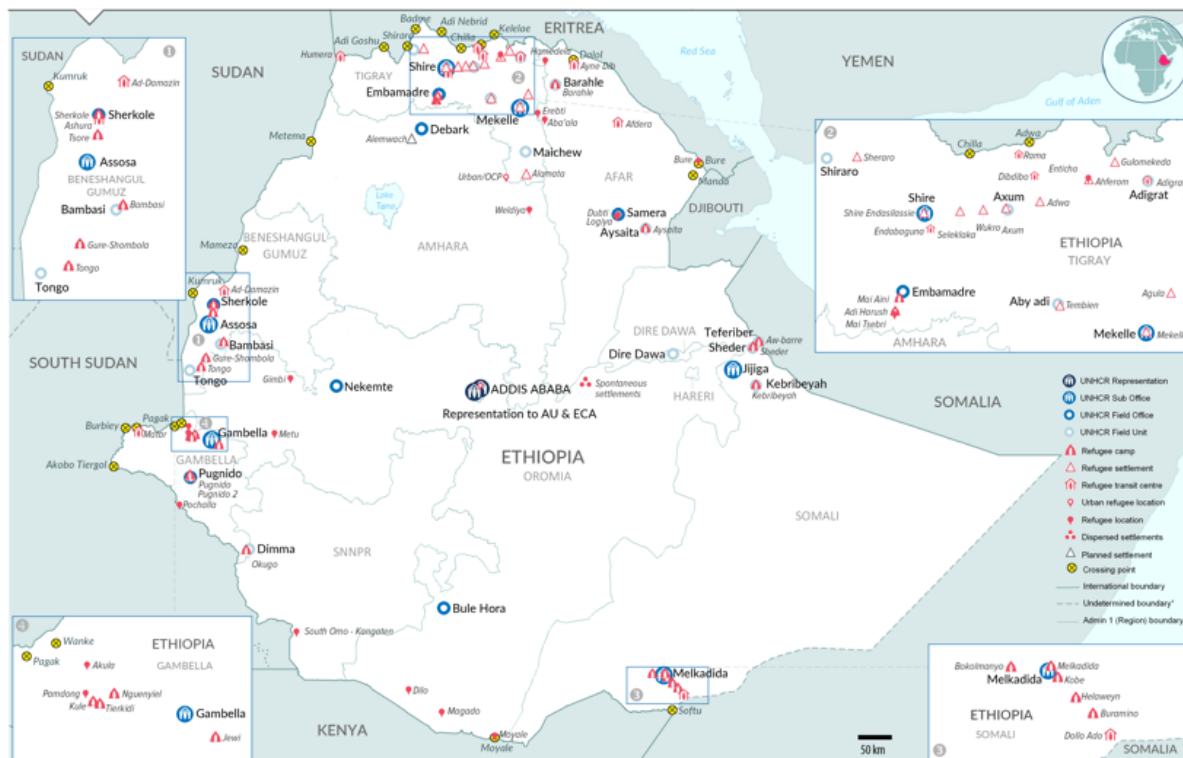 SUDAN
1
Kumruk
Ad-Damazin
Sherkole
Ashura
Tsore
Sherkole
Assosa
BENESHANGUL
GUMUZ
Bambasi
Bambasi
Gure-Shombola
Tongo
Tongo
SUDAN
Humera
Adi Goshu
Shiraro
Badme
Adi Nebrid
Chilla
Kelelae
ERITREA
Hamedela
Dalol
Ayne Dib
Red Sea
YEMEN
Gulf of Aden
TIGRAY
Shire
2
Embamadre
Mekelle
Barahle
Barahle
Erebti
Aba'ala
Afdera
Debark
Alemwach
Metema
Maichew
Urban/OCP
Alamata
AFAR
Bure
Bure
Manda
DJIBOUTI
Lake
Tana
Weldiya
Dubti
Logiya
Samera
Aysaita
Aysaita
BENESHANGUL
GUMUZ
AMHARA
Mameza
Kumruk
Ad-Damazin
Sherkole
Assosa
1
Bambasi
Gure-Shombola
Tongo
Tongo
SOUTH SUDAN
Gimbi
Nekemte
ADDIS ABABA
Representation to AU & ECA
DIRE DAWA
Dire Dawa
Teferiber
Sheder
Aw-barre
Sheder
Jijiga
Kebribeyah
Kebribeyah
HARERI
Spontaneous
settlements
SOMALIA
Burbiey
Pagak
Matar
4
Gambella
Metu
GAMBELLA
Akobo Tiergol
Pugnido
Pugnido
Pugnido 2
Pochalla
ETHIOPIA
OROMIA
SOMALI
SNNPR
Dimma
Okugo
Bule Hora
South Omo - Kangaten
Dilo
Magado
Moyale
Moyale
KENYA
Melkadida
3
Softu
50 km
2
Chilla
Adwa
Shiraro
Sheraro
Rama
Dibdibo
Enticho
Gulomekeda
Ahferom
Adigrat
Adigrat
Shire
Shire Endasilassie
Endabaguna
Seleklaka
Wukro
Axum
Axum
Adwa
ETHIOPIA
TIGRAY
Embamadre
Mai Aini
Adi Harush
Mai Tsebri
Aby adi
Tembien
Agula
Mekelle
Mekelle
AMHARA
UNHCR Representation
UNHCR Sub Office
UNHCR Field Office
UNHCR Field Unit
Refugee camp
Refugee settlement
Refugee transit centre
Urban refugee location
Refugee location
Dispersed settlements
Planned settlement
Crossing point
International boundary
Undetermined boundary*
Admin 1 (Region) boundary
4
Wanke
Pagak
ETHIOPIA
GAMBELLA
Akula
Pamdong
Kule
Nguenyiel
Tierkidi
Gambella
Jewi
Bokolmanyo
Melkadida
Melkadida
Kobe
Helaweyn
Buramino
ETHIOPIA
SOMALI
Dollo Ado
3
SOMALIA